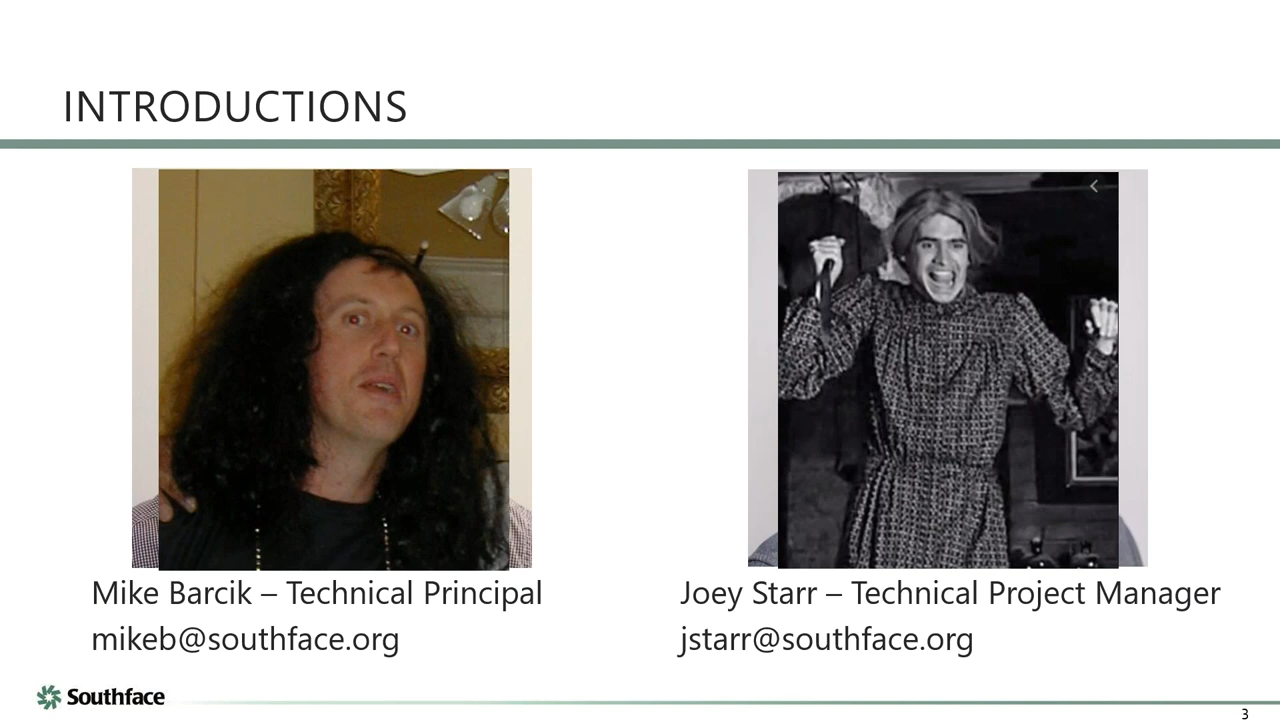 INTRODUCTIONS
Mike Barcik – Technical Principal
mikeb@southface.org
Joey Starr – Technical Project Manager
jstarr@southface.org
Southface
3